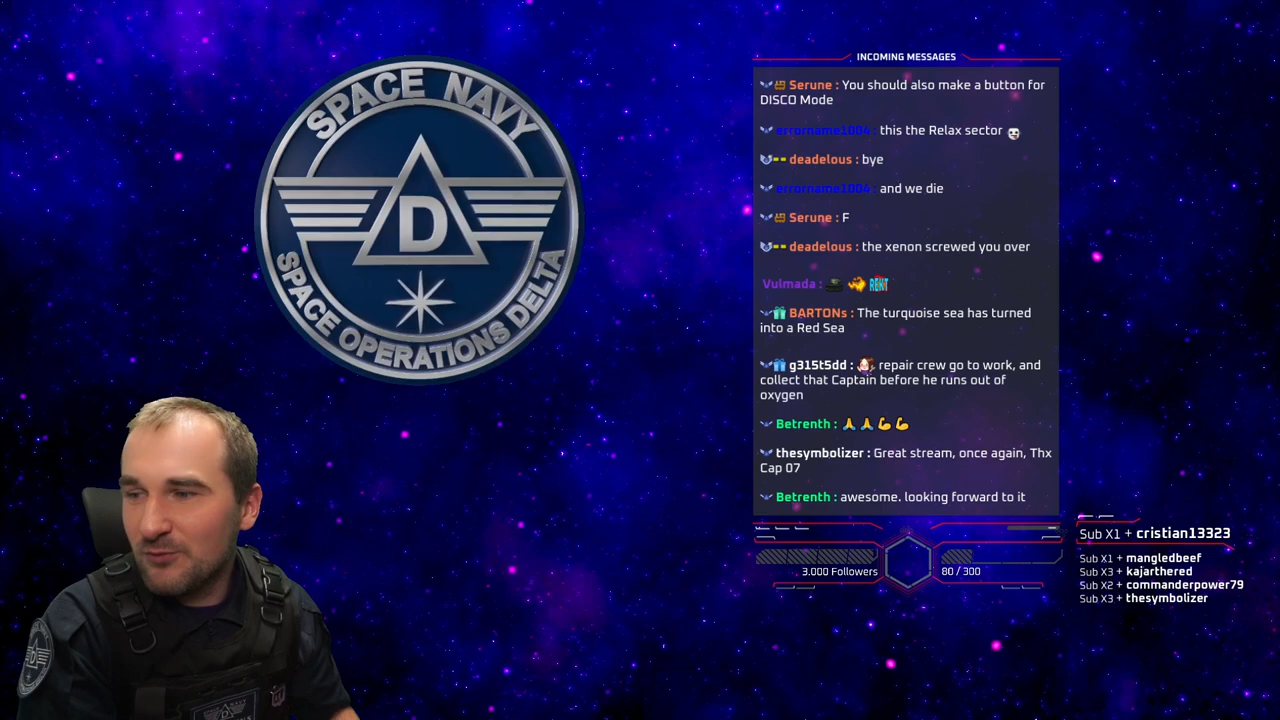 SPACE NAVY
D
SPACE OPERATIONS DELTA
INCOMING MESSAGES
Serune : You should also make a button for
DISCO Mode
errorname1004 : this the Relax sector
deadelous : bye
errorname1004 : and we die
Serune : F
deadelous : the xenon screwed you over
Vulmada : REKT
BARTONs : The turquoise sea has turned
into a Red Sea
g315t5dd : repair crew go to work, and
collect that Captain before he runs out of
oxygen
Betrenth : 🙏 🙏 💪 💪
thesymbolizer : Great stream, once again, Thx
Cap 07
Betrenth : awesome. looking forward to it
3.000 Followers
80 / 300
Sub X1 + cristian13323
Sub X1 + mangledbeef
Sub X3 + kajarthered
Sub X2 + commanderpower79
Sub X3 + thesymbolizer
D
D